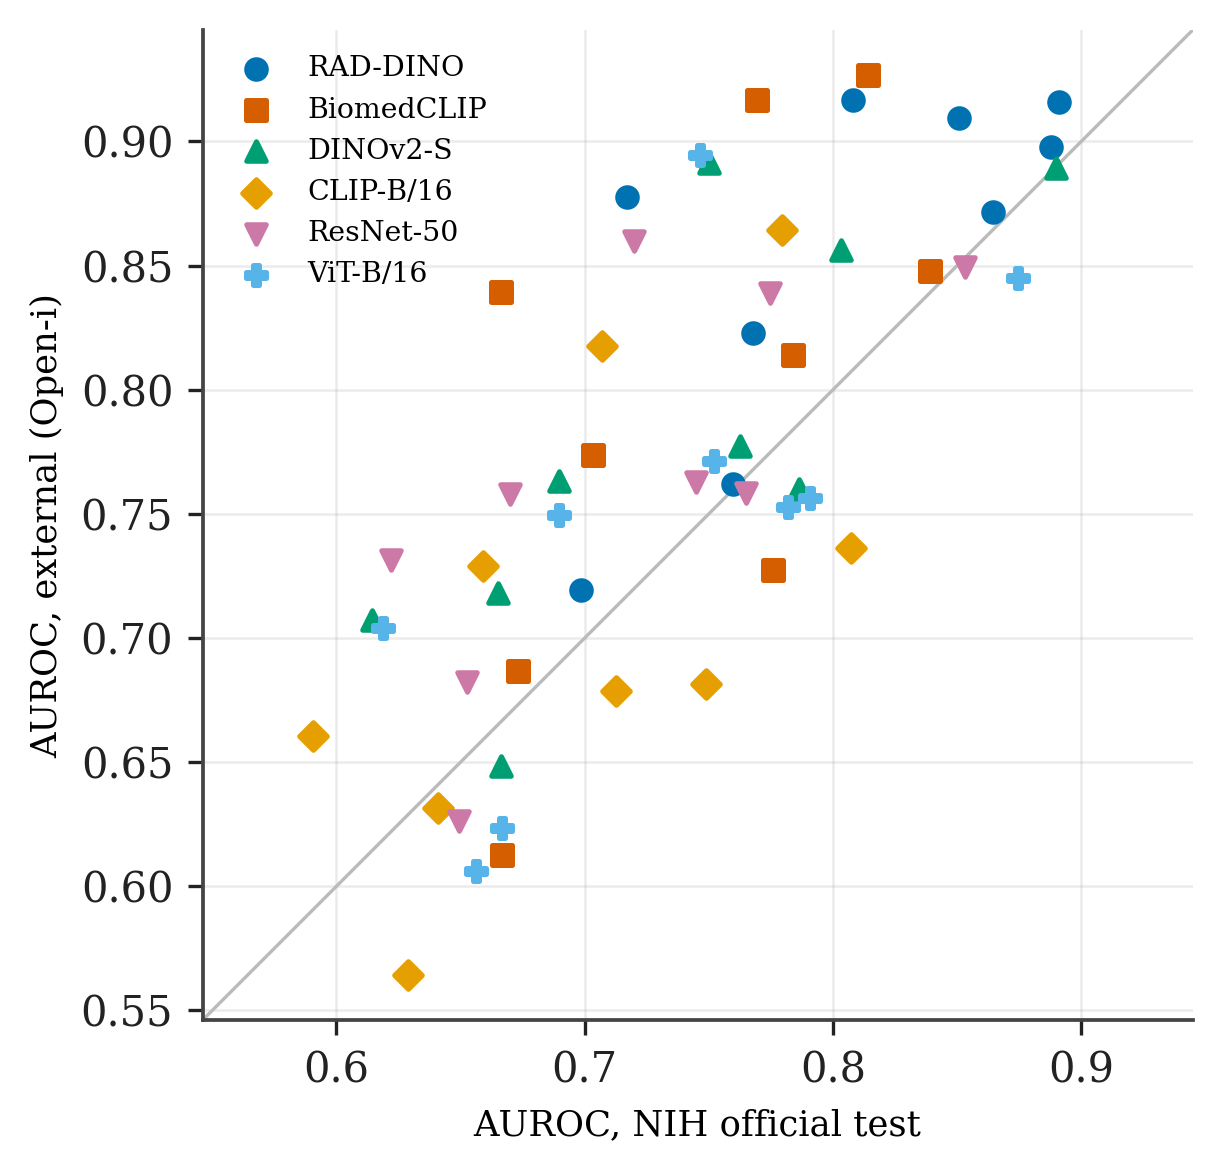 RAD-DINO
BiomedCLIP
DINOv2-S
CLIP-B/16
ResNet-50
ViT-B/16
0.90
0.85
0.80
0.75
0.70
0.65
0.60
0.55
AUROC, external (Open-i)
0.6 0.7 0.8 0.9
AUROC, NIH official test